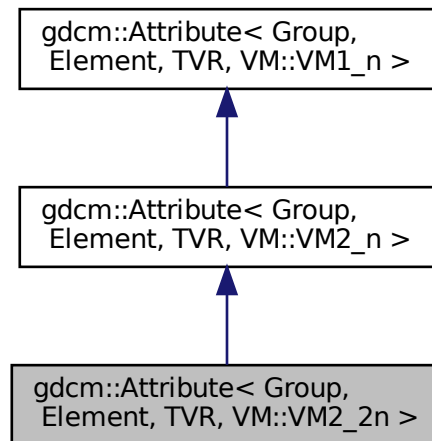 gdcm::Attribute< Group,
Element, TVR, VM::VM1_n >
gdcm::Attribute< Group,
Element, TVR, VM::VM2_n >
gdcm::Attribute< Group,
Element, TVR, VM::VM2_2n >